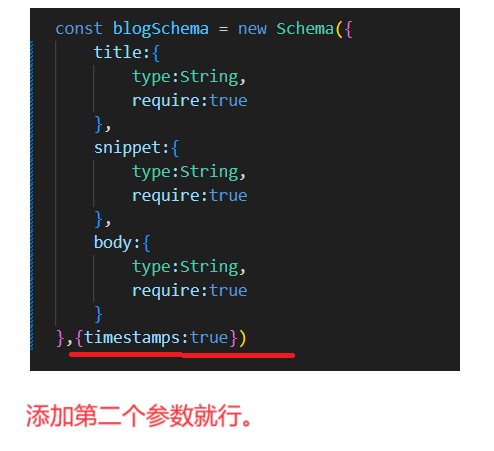 const blogSchema = new Schema({
title:{
type:String,
require:true
},
snippet:{
type:String,
require:true
},
body:{
type:String,
require:true
}
},{timestamps:true})
添加第二个参数就行。